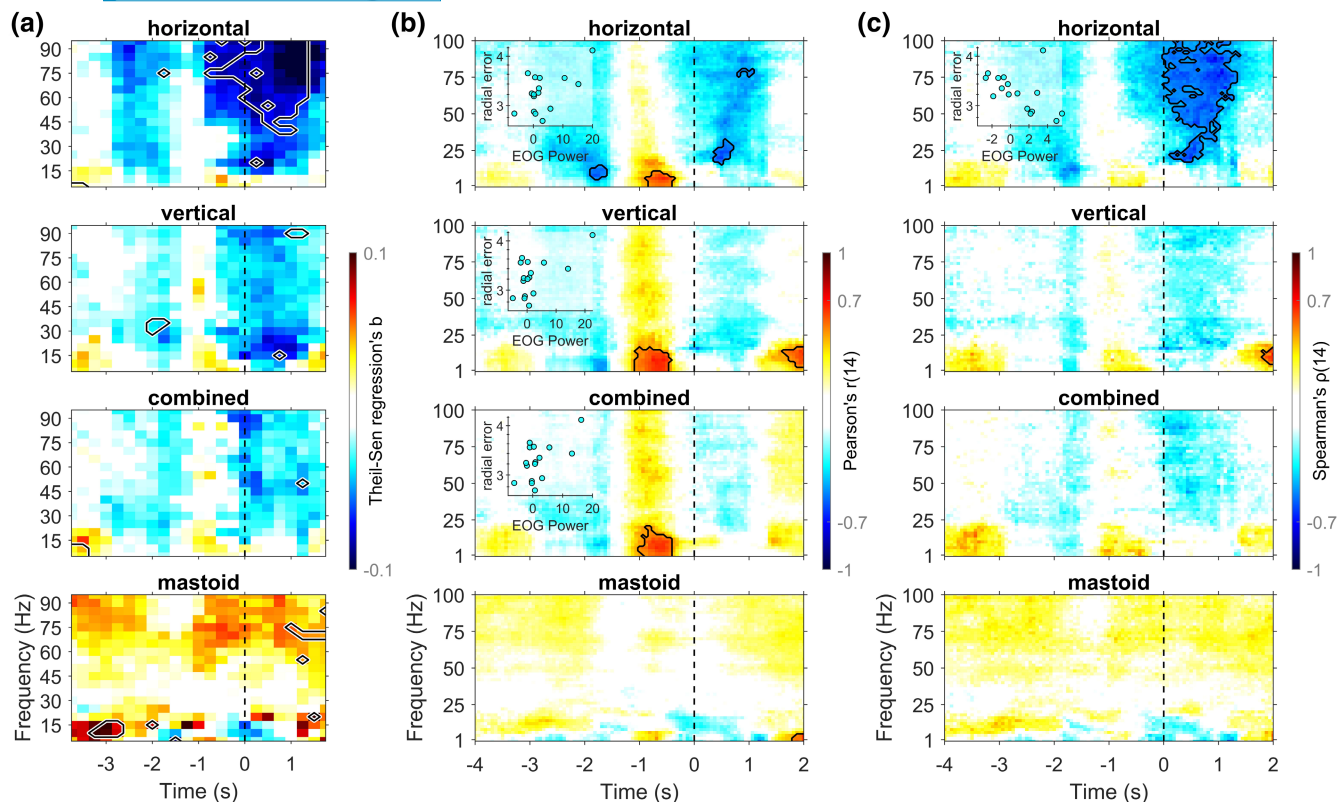 (a)
horizontal
90
75
60
45
30
15
vertical
90
75
60
45
30
15
combined
90
75
60
45
30
15
mastoid
90
75
60
45
30
15
Frequency (Hz)
-3 -2 -1 0 1
Time (s)
0.1
-0.1
Theil-Sen regression's b
(b)
horizontal
100
75
50
25
1
radial error
4
3
0 20
EOG Power
vertical
100
75
50
25
1
radial error
4
3
0 20
EOG Power
combined
100
75
50
25
1
radial error
4
3
0 10 20
EOG Power
mastoid
100
75
50
25
1
Frequency (Hz)
-4 -3 -2 -1 0 1 2
Time (s)
1
0.7
-0.7
-1
Pearson's r(14)
(c)
horizontal
100
75
50
25
1
radial error
4
3
-2 0 2 4
EOG Power
vertical
100
75
50
25
1
combined
100
75
50
25
1
mastoid
100
75
50
25
1
Frequency (Hz)
-4 -3 -2 -1 0 1 2
Time (s)
1
0.7
-0.7
-1
Spearman's ρ(14)